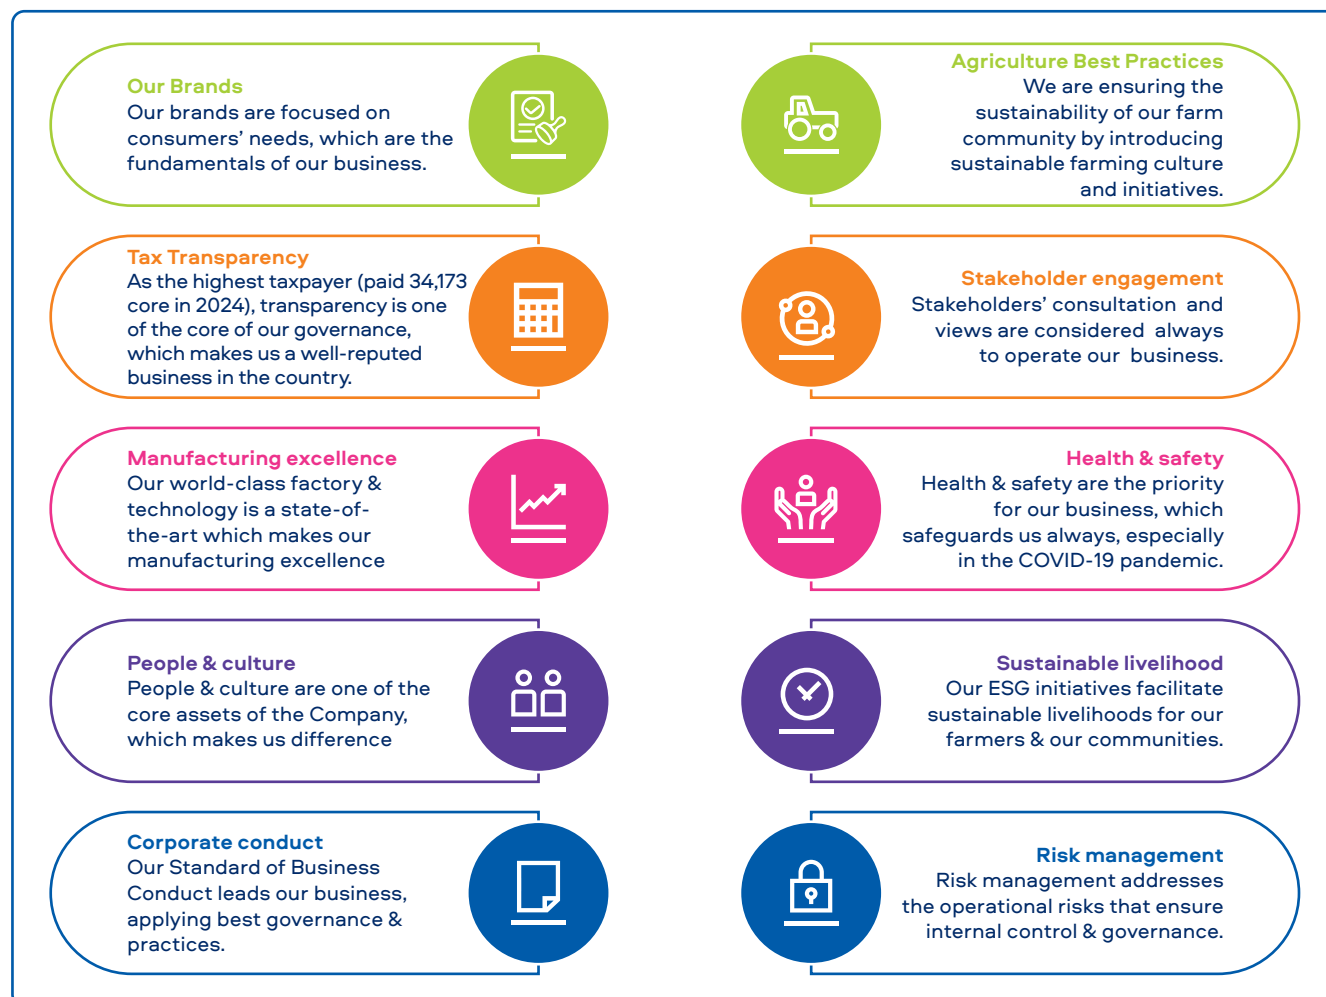 Our Brands
Our brands are focused on
consumers’ needs, which are the
fundamentals of our business.
Agriculture Best Practices
We are ensuring the
sustainability of our farm
community by introducing
sustainable farming culture
and initiatives.
Tax Transparency
As the highest taxpayer (paid 34,173
core in 2024), transparency is one
of the core of our governance,
which makes us a well-reputed
business in the country.
Stakeholder engagement
Stakeholders’ consultation and
views are considered always
to operate our business.
Manufacturing excellence
Our world-class factory &
technology is a state-of-
the-art which makes our
manufacturing excellence
Health & safety
Health & safety are the priority
for our business, which
safeguards us always, especially
in the COVID-19 pandemic.
People & culture
People & culture are one of the
core assets of the Company,
which makes us difference
Sustainable livelihood
Our ESG initiatives facilitate
sustainable livelihoods for our
farmers & our communities.
Corporate conduct
Our Standard of Business
Conduct leads our business,
applying best governance &
practices.
Risk management
Risk management addresses
the operational risks that ensure
internal control & governance.